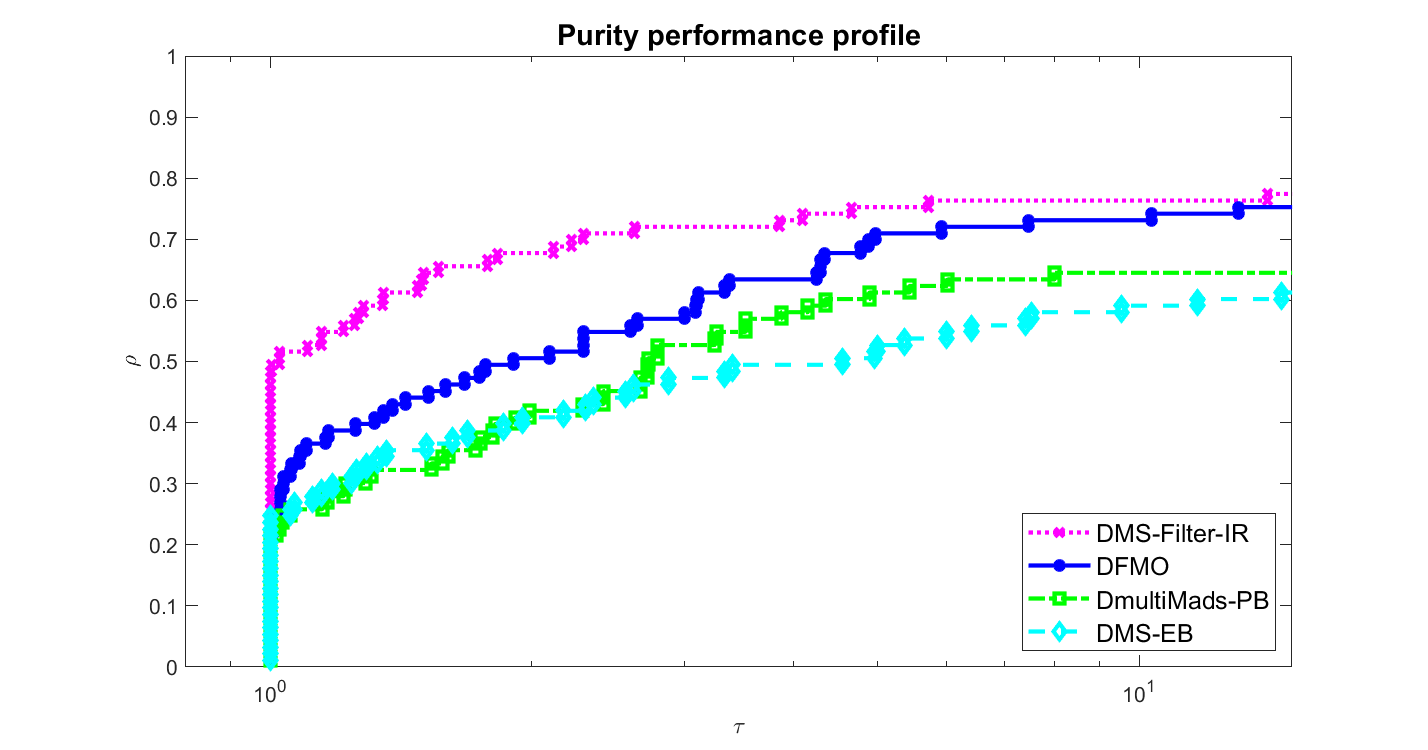 Purity performance profile
1
0.9
0.8
0.7
0.6
0.5
0.4
0.3
0.2
0.1
0
ρ
DMS-Filter-IR
DFMO
DmultiMads-PB
DMS-EB
10⁰ 10¹
τ